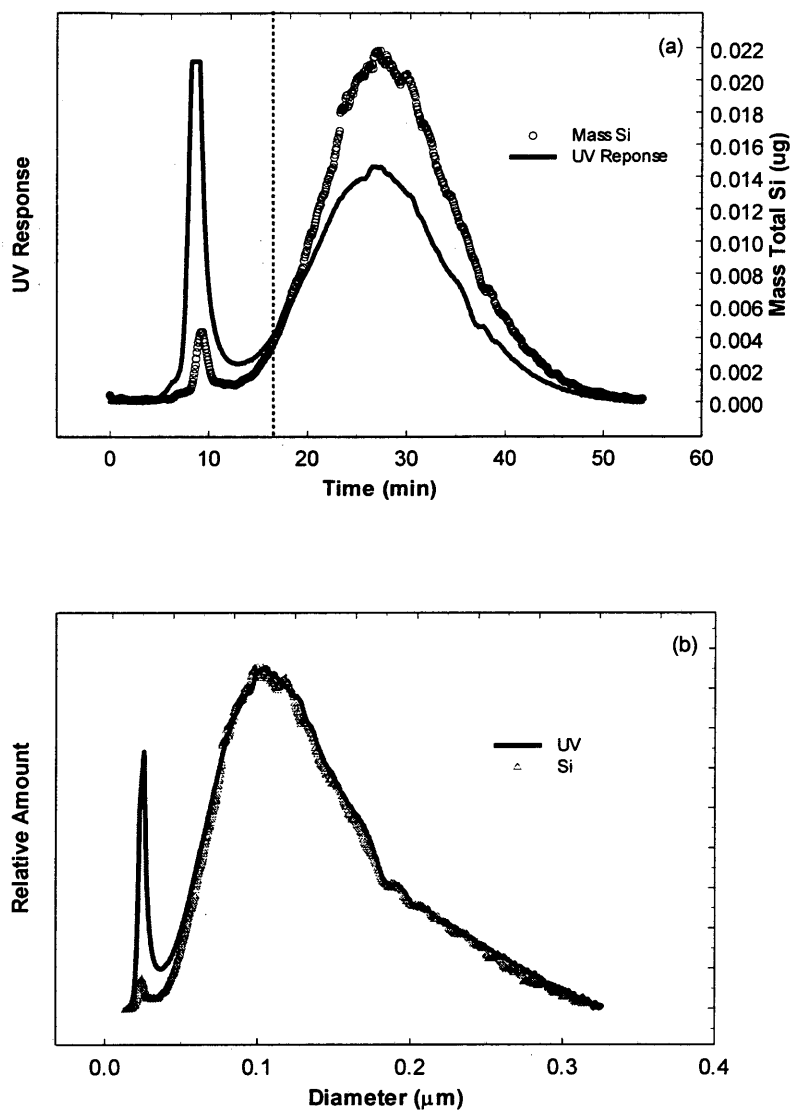 (a)
0.022
0.020
0.018
0.016
0.014
0.012
0.010
0.008
0.006
0.004
0.002
0.000
Mass Si
UV Reponse
UV Response
Mass Total Si (ug)
0 10 20 30 40 50 60
Time (min)
(b)
UV
Si
Relative Amount
0.0 0.1 0.2 0.3 0.4
Diameter (μm)